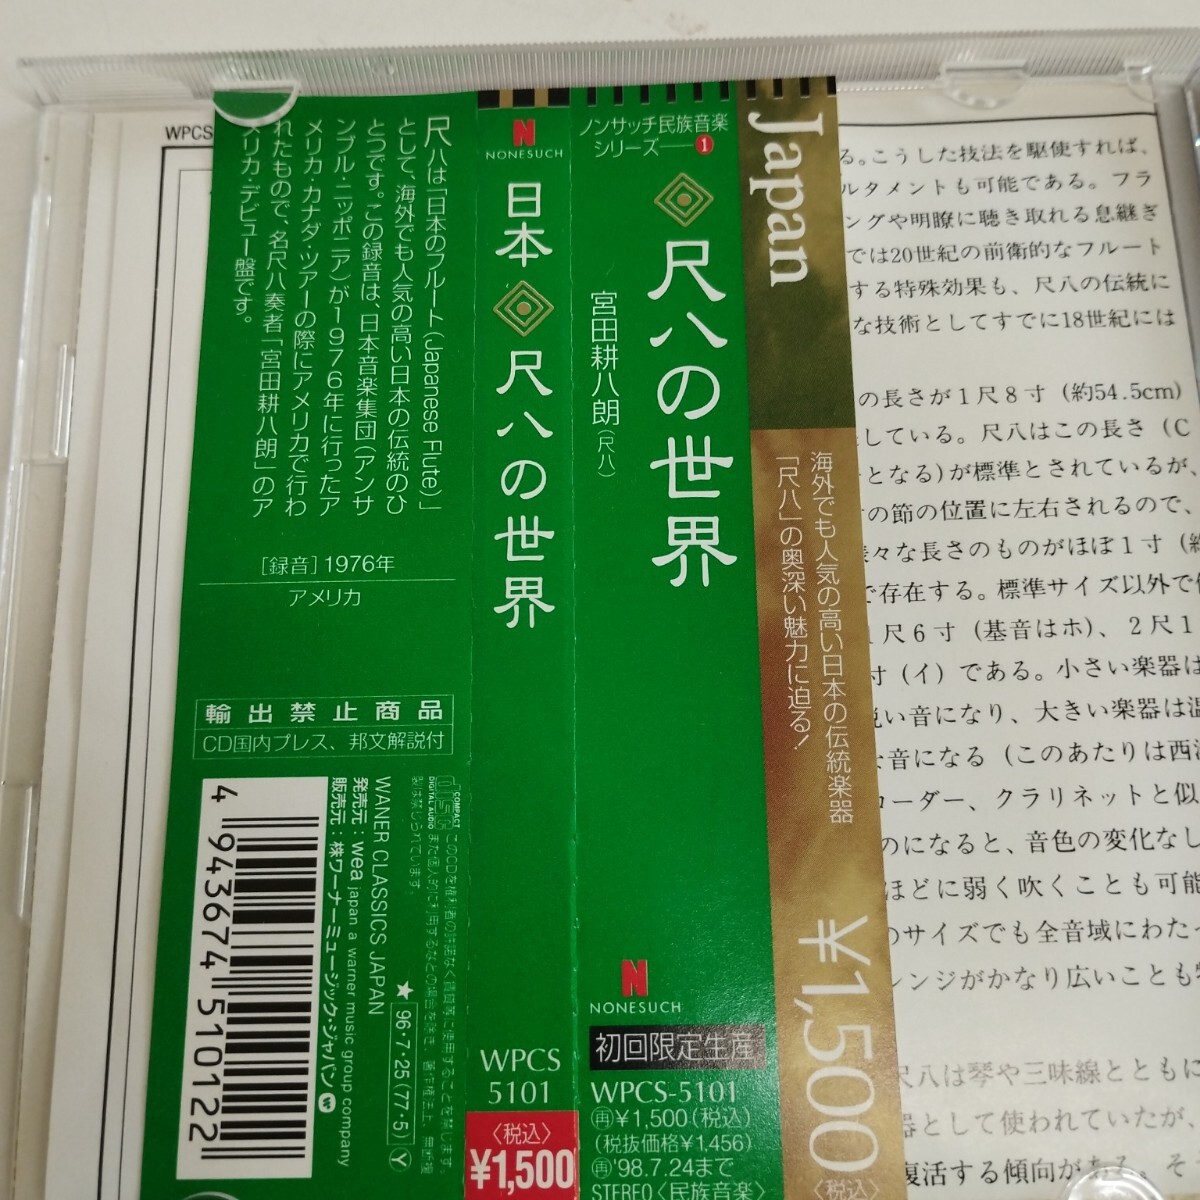 WPCS
尺八は「日本のフルート(Japanese Flute)」
として、海外でも人気の高い日本の伝統のひ
とつです。この録音は、日本音楽集団(アンサ
ンブル・ニッポニア)が1976年に行ったア
メリカ・カナダ・ツアーの際にアメリカで行わ
れたもので、名尺八奏者「宮田耕八朗」のア
メリカ・デビュー盤です。
[録音]1976年
アメリカ
輸出禁止商品
CD国内プレス、邦文解説付
4 943674 510122
WANER CLASSICS JAPAN
発売元:wea japan a warner music group company
販売元:㈱ワーナーミュージック・ジャパン
COMPACT
disc
DIGITAL AUDIO
★ '96・7・25(77・5) Y
N
NONESUCH
日本 尺八の世界
WPCS
5101
〈税込〉
¥1,500
ノンサッチ民族音楽
シリーズ―1
尺八の世界
宮田耕八朗(尺八)
N
NONESUCH
初回限定生産
WPCS-5101
再¥1,500(税込)
(税抜価格¥1,456)
再'98.7.24まで
STEREO〈民族音楽〉
Japan
海外でも人気の高い日本の伝統楽器
「尺八」の奥深い魅力に迫る!
¥1,500
〈税込〉
る。こうした技法を駆使すれば、
ルタメントも可能である。フラ
ングや明瞭に聴き取れる息継ぎ
では20世紀の前衛的なフルート
する特殊効果も、尺八の伝統に
な技術としてすでに18世紀には
の長さが1尺8寸(約54.5cm)
している。尺八はこの長さ(C
となる)が標準とされているが、
の節の位置に左右されるので、
々な長さのものがほぼ1寸(約
で存在する。標準サイズ以外で
1尺6寸(基音はホ)、2尺1
寸(イ)である。小さい楽器は
鋭い音になり、大きい楽器は温
な音になる(このあたりは西洋
コーダー、クラリネットと似
のになると、音色の変化なし
ほどに弱く吹くことも可能
のサイズでも全音域にわたっ
レンジがかなり広いことも
尺八は琴や三味線とともに
器として使われていたが、
復活する傾向がある。そ